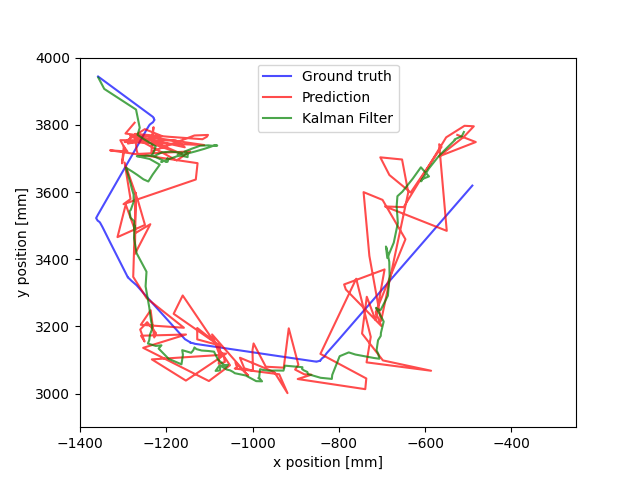 4000
3800
3600
3400
3200
3000
y position [mm]
Ground truth
Prediction
Kalman Filter
−1400 −1200 −1000 −800 −600 −400
x position [mm]